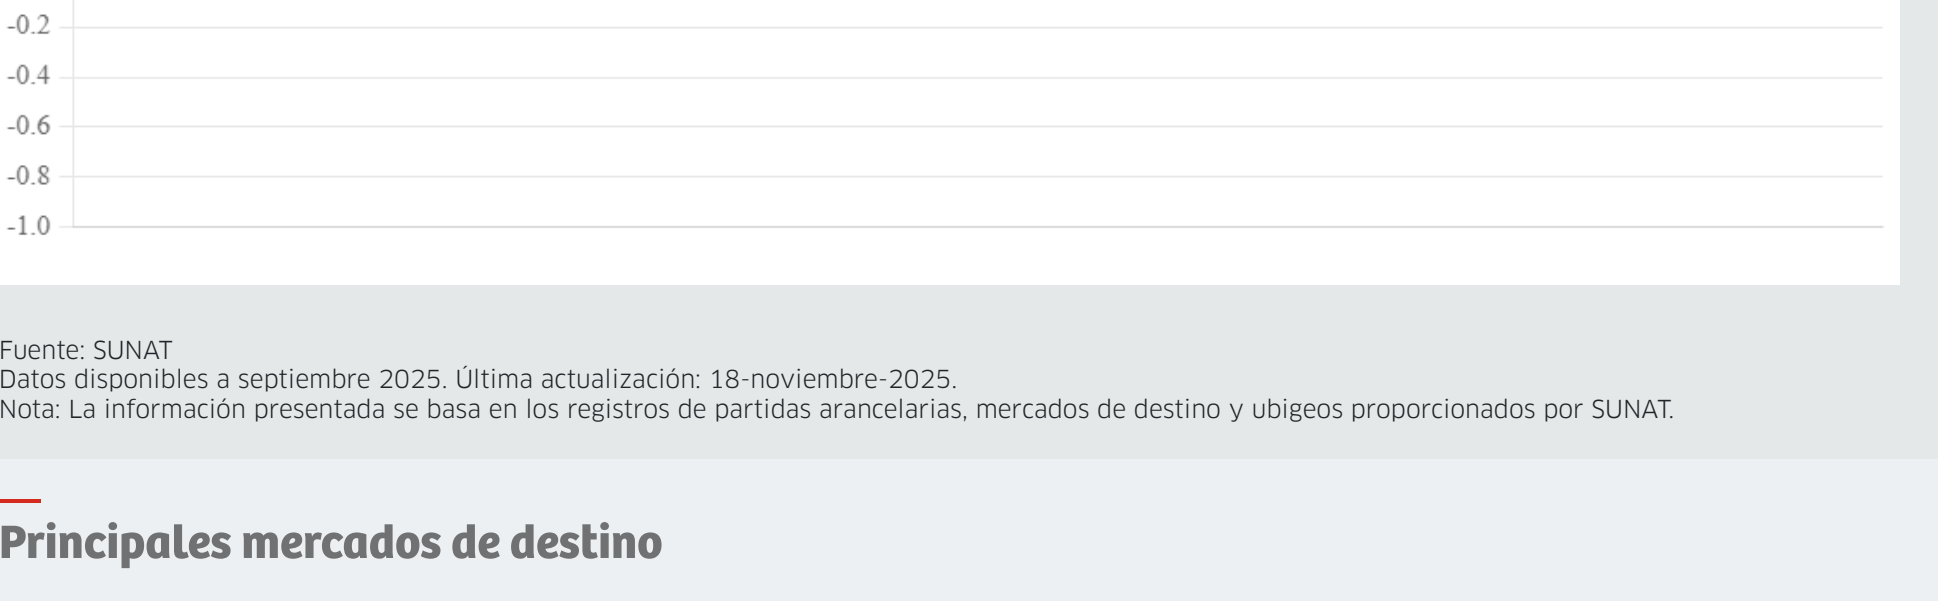 -0.2
-0.4
-0.6
-0.8
-1.0
Fuente: SUNAT
Datos disponibles a septiembre 2025. Última actualización: 18-noviembre-2025.
Nota: La información presentada se basa en los registros de partidas arancelarias, mercados de destino y ubigeos proporcionados por SUNAT.
Principales mercados de destino